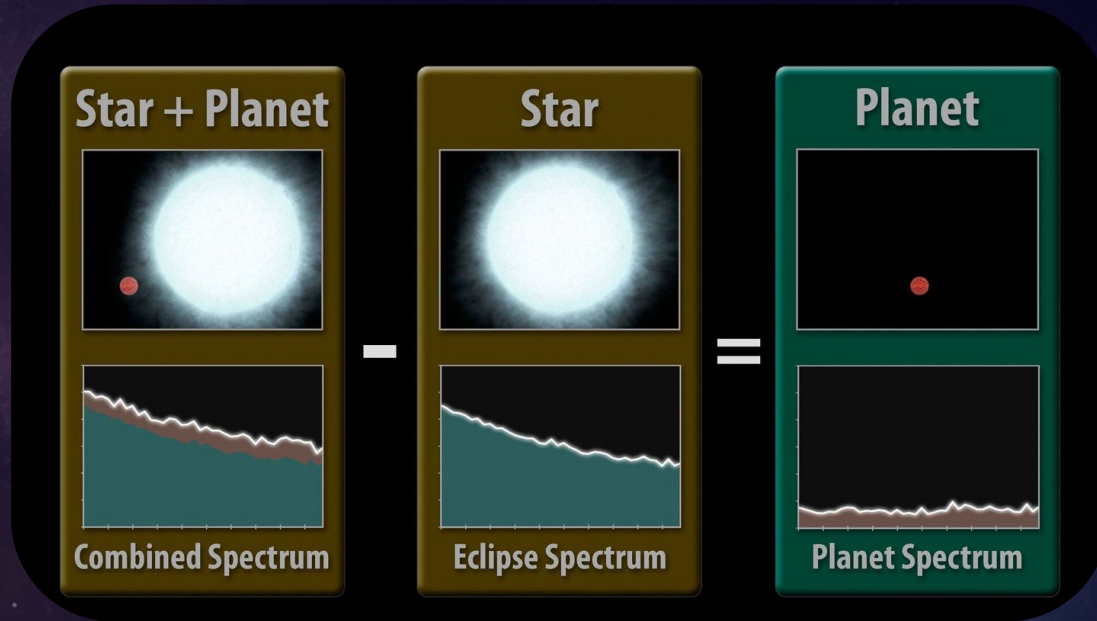 Star + Planet
Combined Spectrum
-
Star
Eclipse Spectrum
=
Planet
Planet Spectrum